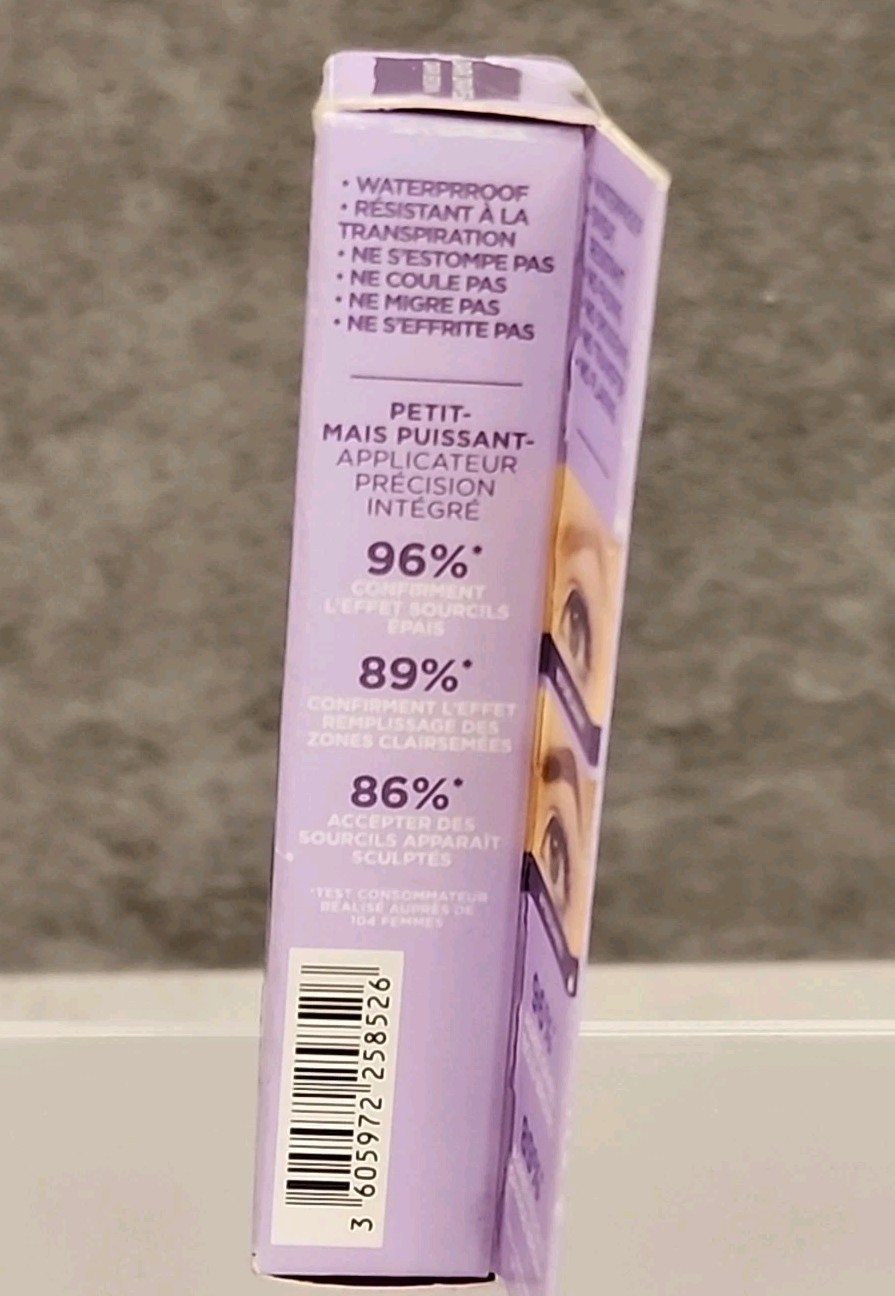 • WATERPRROOF
• RÉSISTANT À LA
TRANSPIRATION
• NE S'ESTOMPE PAS
• NE COULE PAS
• NE MIGRE PAS
• NE S'EFFRITE PAS
PETIT-
MAIS PUISSANT-
APPLICATEUR
PRÉCISION
INTÉGRÉ
96%*
CONFIRMENT
L'EFFET SOURCILS
ÉPAIS
89%*
CONFIRMENT L'EFFET
REMPLISSAGE DES
ZONES CLAIRSEMÉES
86%*
ACCEPTER DES
SOURCILS APPARAÎT
SCULPTÉS
*TEST CONSOMMATEUR
RÉALISÉ AUPRÈS DE
104 FEMMES
3 605972 258526